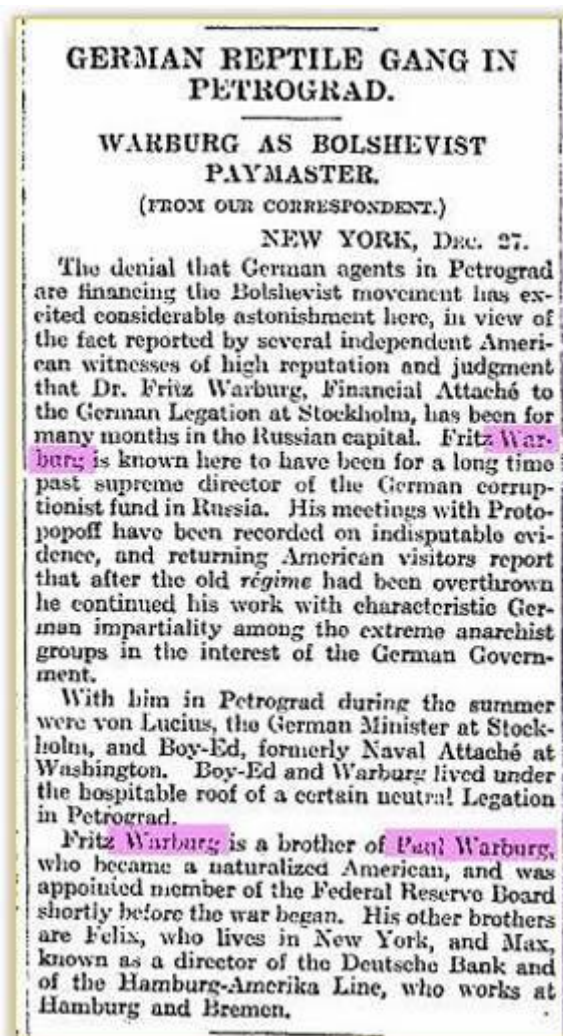 GERMAN REPTILE GANG IN
PETROGRAD.
WARBURG AS BOLSHEVIST
PAYMASTER.
(FROM OUR CORRESPONDENT.)
NEW YORK, DEC. 27.
The denial that German agents in Petrograd
are financing the Bolshevist movement has ex-
cited considerable astonishment here, in view of
the fact reported by several independent Ameri-
can witnesses of high reputation and judgment
that Dr. Fritz Warburg, Financial Attaché to
the German Legation at Stockholm, has been for
many months in the Russian capital. Fritz War-
burg is known here to have been for a long time
past supreme director of the German corrup-
tionist fund in Russia. His meetings with Proto-
popoff have been recorded on indisputable evi-
dence, and returning American visitors report
that after the old régime had been overthrown
he continued his work with characteristic Ger-
man impartiality among the extreme anarchist
groups in the interest of the German Govern-
ment.
With him in Petrograd during the summer
were von Lucius, the German Minister at Stock-
holm, and Boy-Ed, formerly Naval Attaché at
Washington. Boy-Ed and Warburg lived under
the hospitable roof of a certain neutral Legation
in Petrograd.
Fritz Warburg is a brother of Paul Warburg,
who became a naturalized American, and was
appointed member of the Federal Reserve Board
shortly before the war began. His other brothers
are Felix, who lives in New York, and Max,
known as a director of the Deutsche Bank and
of the Hamburg-Amerika Line, who works at
Hamburg and Bremen.